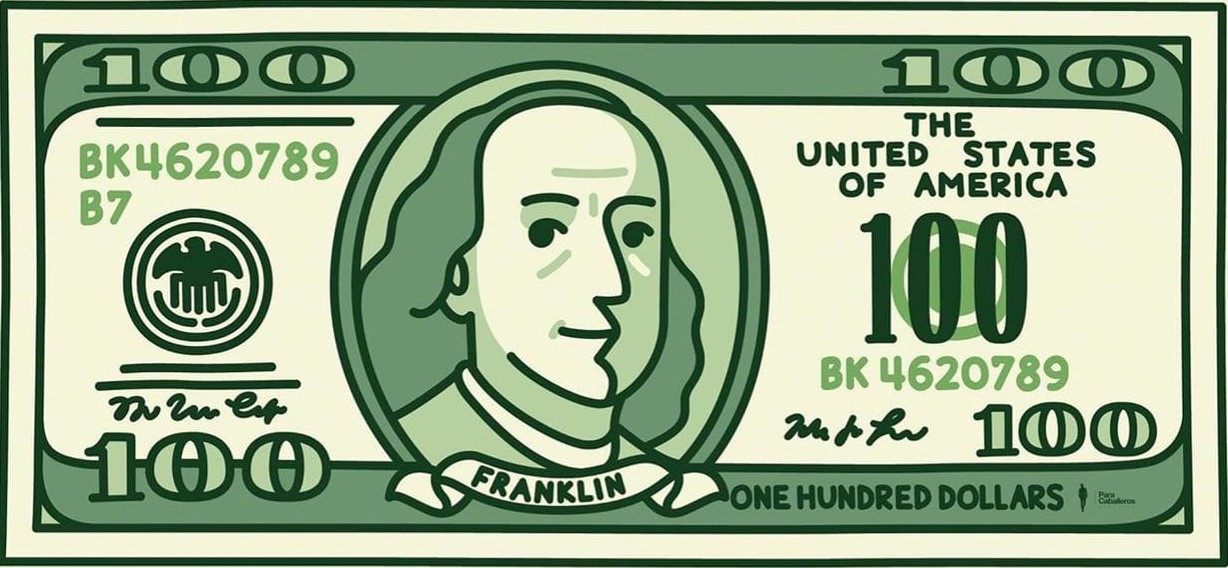 100
100
BK4620789
B7
THE
UNITED STATES
OF AMERICA
100
BK 4620789
100
100
FRANKLIN
ONE HUNDRED DOLLARS
Para
Caballeros